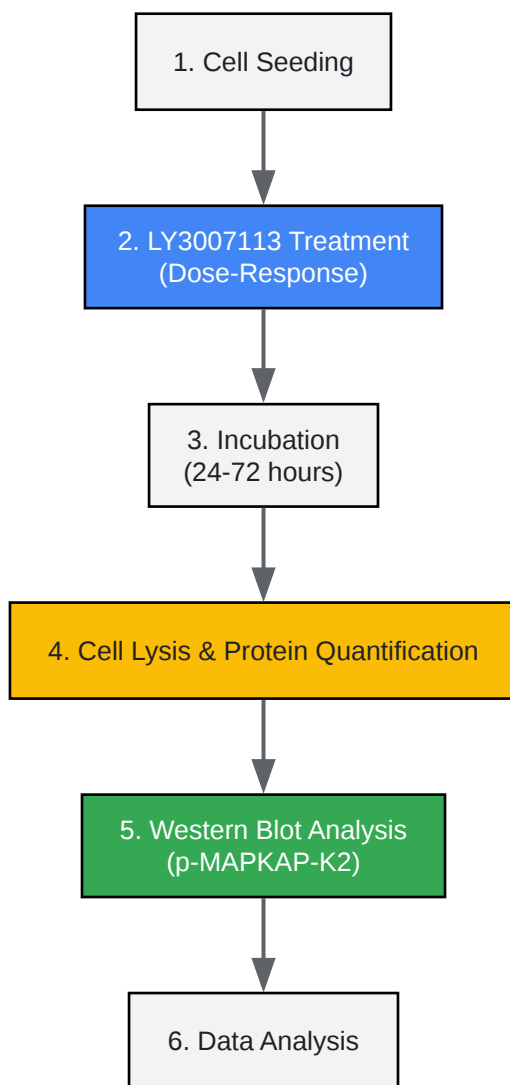 1. Cell Seeding
2. LY3007113 Treatment
(Dose-Response)
3. Incubation
(24-72 hours)
4. Cell Lysis & Protein Quantification
5. Western Blot Analysis
(p-MAPKAP-K2)
6. Data Analysis